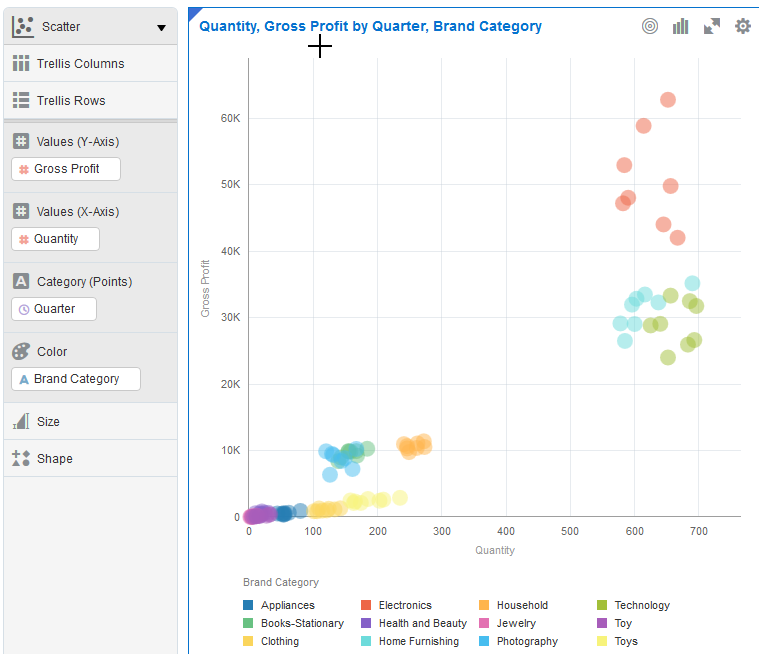 Scatter
Trellis Columns
Trellis Rows
Values (Y-Axis)
Gross Profit
Values (X-Axis)
Quantity
Category (Points)
Quarter
Color
A Brand Category
Size
Shape
Quantity, Gross Profit by Quarter, Brand Category
60K
50K
40K
30K
20K
10K
0
Gross Profit
0 100 200 300 400 500 600 700
Quantity
Brand Category
Appliances Electronics Household Technology
Books-Stationary Health and Beauty Jewelry Toy
Clothing Home Furnishing Photography Toys